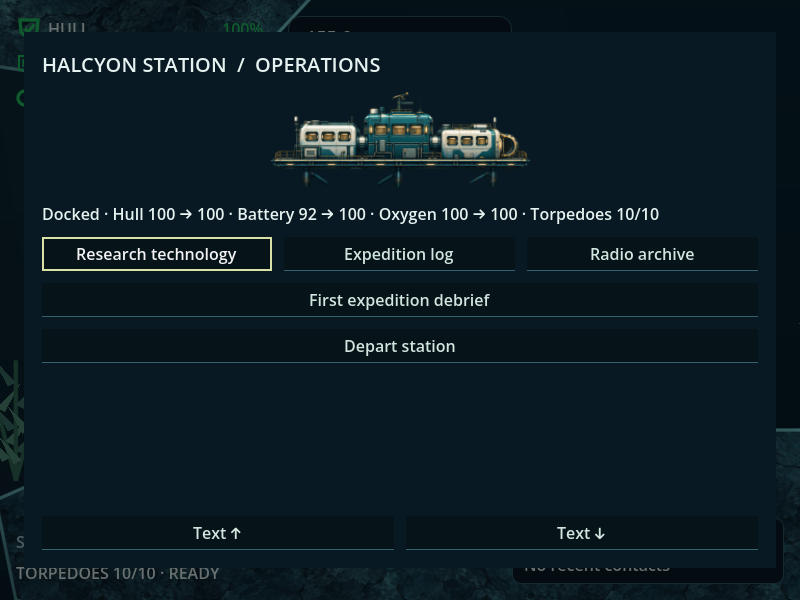 HULL 100%
HALCYON STATION / OPERATIONS
Docked · Hull 100 → 100 · Battery 92 → 100 · Oxygen 100 → 100 · Torpedoes 10/10
Research technology
Expedition log
Radio archive
First expedition debrief
Depart station
Text ↑
Text ↓
S
No recent contacts
TORPEDOES 10/10 · READY